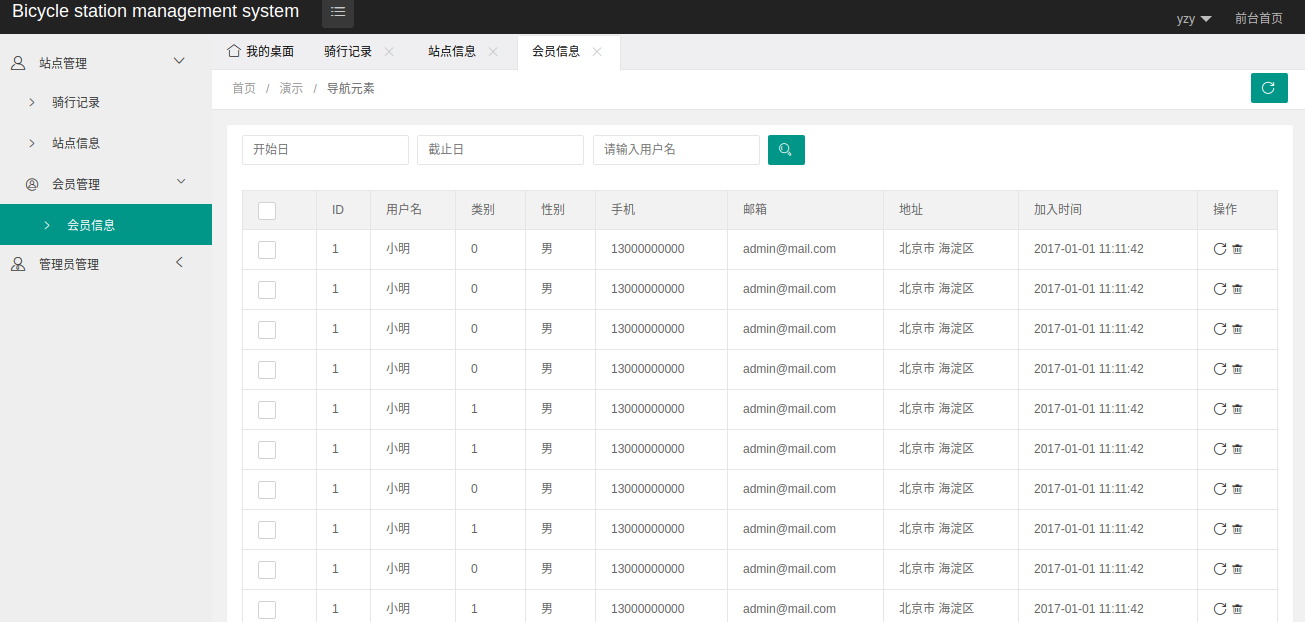 Bicycle station management system
yzy 前台首页
站点管理
骑行记录
站点信息
会员管理
会员信息
管理员管理
我的桌面 骑行记录 站点信息 会员信息
首页 / 演示 / 导航元素
开始日 截止日 请输入用户名
ID 用户名 类别 性别 手机 邮箱 地址 加入时间 操作
1 小明 0 男 13000000000 admin@mail.com 北京市 海淀区 2017-01-01 11:11:42
1 小明 0 男 13000000000 admin@mail.com 北京市 海淀区 2017-01-01 11:11:42
1 小明 0 男 13000000000 admin@mail.com 北京市 海淀区 2017-01-01 11:11:42
1 小明 0 男 13000000000 admin@mail.com 北京市 海淀区 2017-01-01 11:11:42
1 小明 1 男 13000000000 admin@mail.com 北京市 海淀区 2017-01-01 11:11:42
1 小明 1 男 13000000000 admin@mail.com 北京市 海淀区 2017-01-01 11:11:42
1 小明 0 男 13000000000 admin@mail.com 北京市 海淀区 2017-01-01 11:11:42
1 小明 1 男 13000000000 admin@mail.com 北京市 海淀区 2017-01-01 11:11:42
1 小明 0 男 13000000000 admin@mail.com 北京市 海淀区 2017-01-01 11:11:42
1 小明 1 男 13000000000 admin@mail.com 北京市 海淀区 2017-01-01 11:11:42